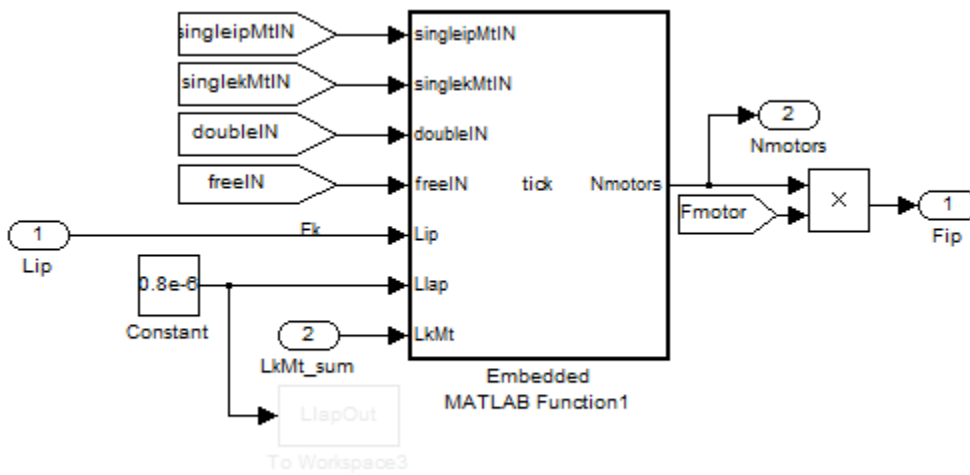 singleipMtIN
singleipMtIN
singlekMtIN
singlekMtIN
doubleIN
doubleIN
freeIN
freeIN
tick
Nmotors
2
Nmotors
Fmotor
×
1
Fip
1
Lip
Fk
Lip
0.8e-6
Constant
Llap
2
LkMt_sum
LkMt
Embedded
MATLAB Function1
LlapOut
To Workspace3